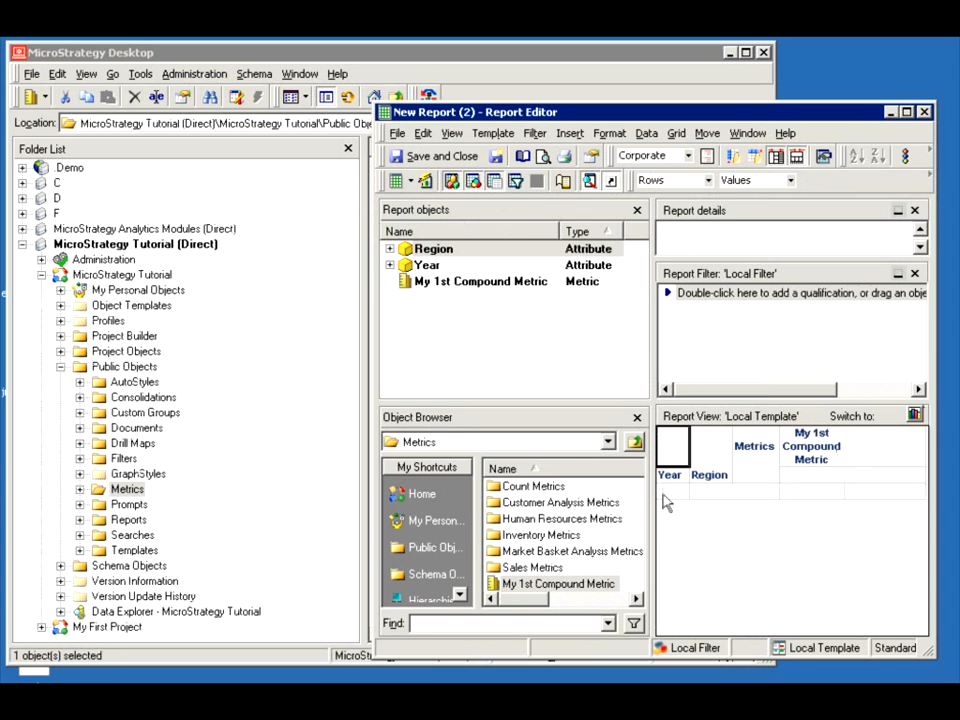 MicroStrategy Desktop
File Edit View Go Tools Administration Schema Window Help
Location: MicroStrategy Tutorial (Direct)\MicroStrategy Tutorial\Public Obje
Folder List
Demo
C
D
F
MicroStrategy Analytics Modules (Direct)
MicroStrategy Tutorial (Direct)
Administration
MicroStrategy Tutorial
My Personal Objects
Object Templates
Profiles
Project Builder
Project Objects
Public Objects
AutoStyles
Consolidations
Custom Groups
Documents
Drill Maps
Filters
GraphStyles
Metrics
Prompts
Reports
Searches
Templates
Schema Objects
Version Information
Version Update History
Data Explorer - MicroStrategy Tutorial
My First Project
1 object(s) selected
MicroS
New Report (2) - Report Editor
File Edit View Template Filter Insert Format Data Grid Move Window Help
Save and Close Corporate
Rows Values
Report objects
Name Type
Region Attribute
Year Attribute
My 1st Compound Metric Metric
Object Browser
Metrics
My Shortcuts
Home
My Person...
Public Obj...
Schema O...
Hierarchie
Name
Count Metrics
Customer Analysis Metrics
Human Resources Metrics
Inventory Metrics
Market Basket Analysis Metrics
Sales Metrics
My 1st Compound Metric
Find:
Report details
Report Filter: 'Local Filter'
Double-click here to add a qualification, or drag an obje
Report View: 'Local Template' Switch to:
Metrics
My 1st
Compound
Metric
Year Region
Local Filter Local Template Standard